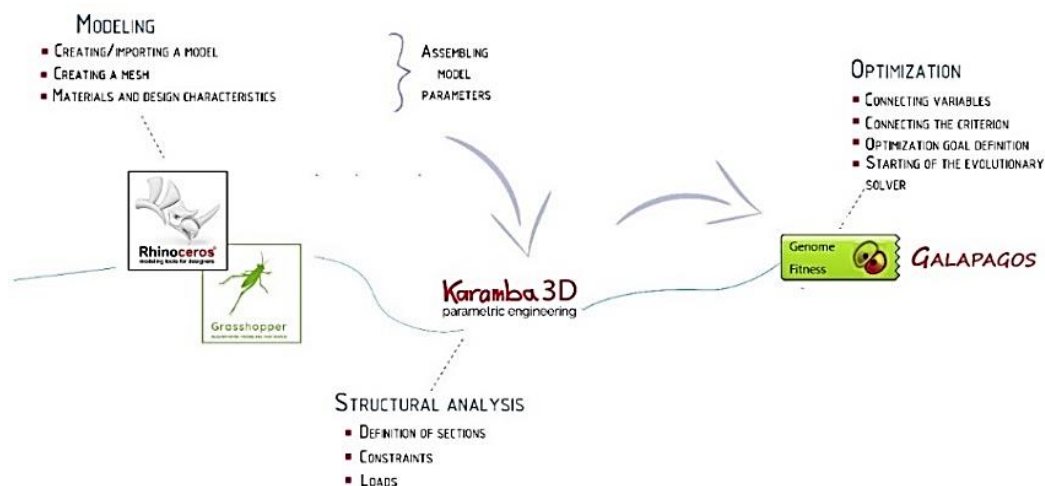 MODELING
▪ CREATING/IMPORTING A MODEL
▪ CREATING A MESH
▪ MATERIALS AND DESIGN CHARACTERISTICS
ASSEMBLING
MODEL
PARAMETERS
OPTIMIZATION
▪ CONNECTING VARIABLES
▪ CONNECTING THE CRITERION
▪ OPTIMIZATION GOAL DEFINITION
▪ STARTING OF THE EVOLUTIONARY
SOLVER
Rhinoceros®
modeling tools for designers
Grasshopper
Karamba3D
parametric engineering
Genome
Fitness
GALAPAGOS
STRUCTURAL ANALYSIS
▪ DEFINITION OF SECTIONS
▪ CONSTRAINTS
▪ LOADS